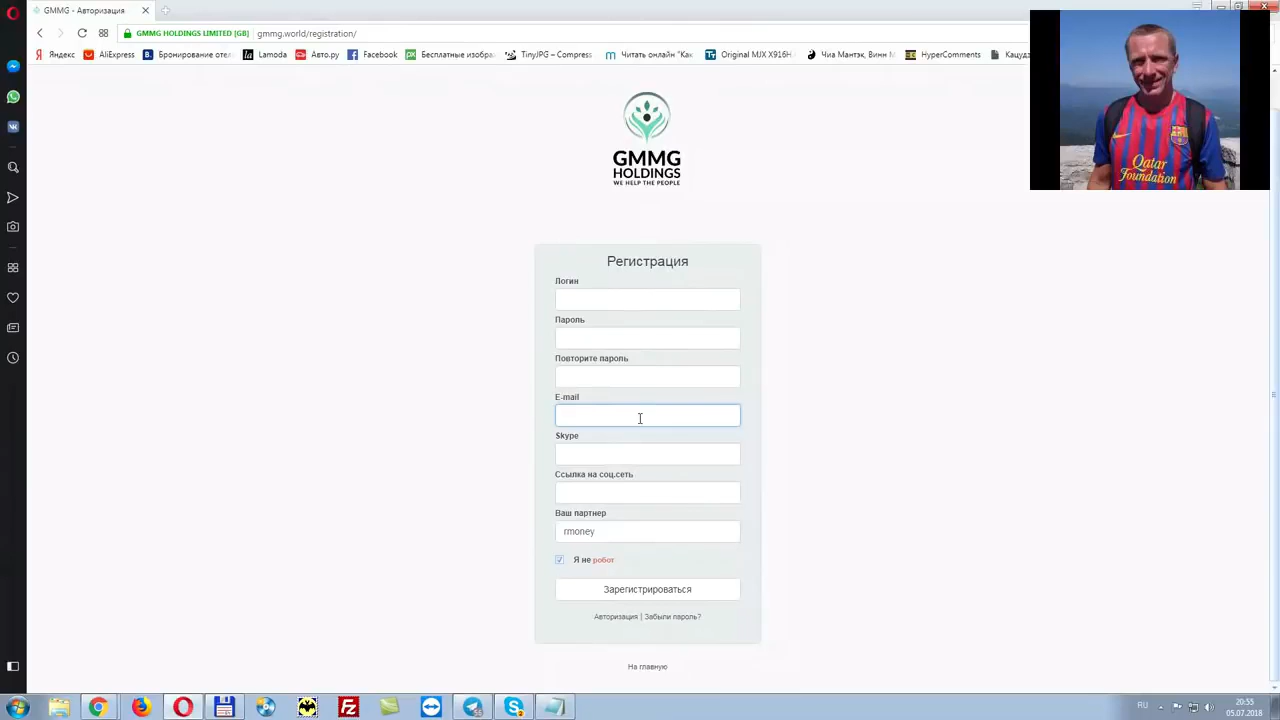 GMMG - Авторизация
GMMG HOLDINGS LIMITED [GB] gmmg.world/registration/
Яндекс AliExpress Бронирование отел Lamoda Авто.ру Facebook Бесплатные изобра TinyJPG – Compress Читать онлайн "Как Original MJX X916H Чиа Мантэк, Винн М HyperComments Кацудз
GMMG
HOLDINGS
WE HELP THE PEOPLE
Qatar
Foundation
Регистрация
Логин
Пароль
Повторите пароль
E-mail
Skype
Ссылка на соц.сеть
Ваш партнер
rmoney
Я не робот
Зарегистрироваться
Авторизация | Забыли пароль?
На главную
RU
20:55
05.07.2018